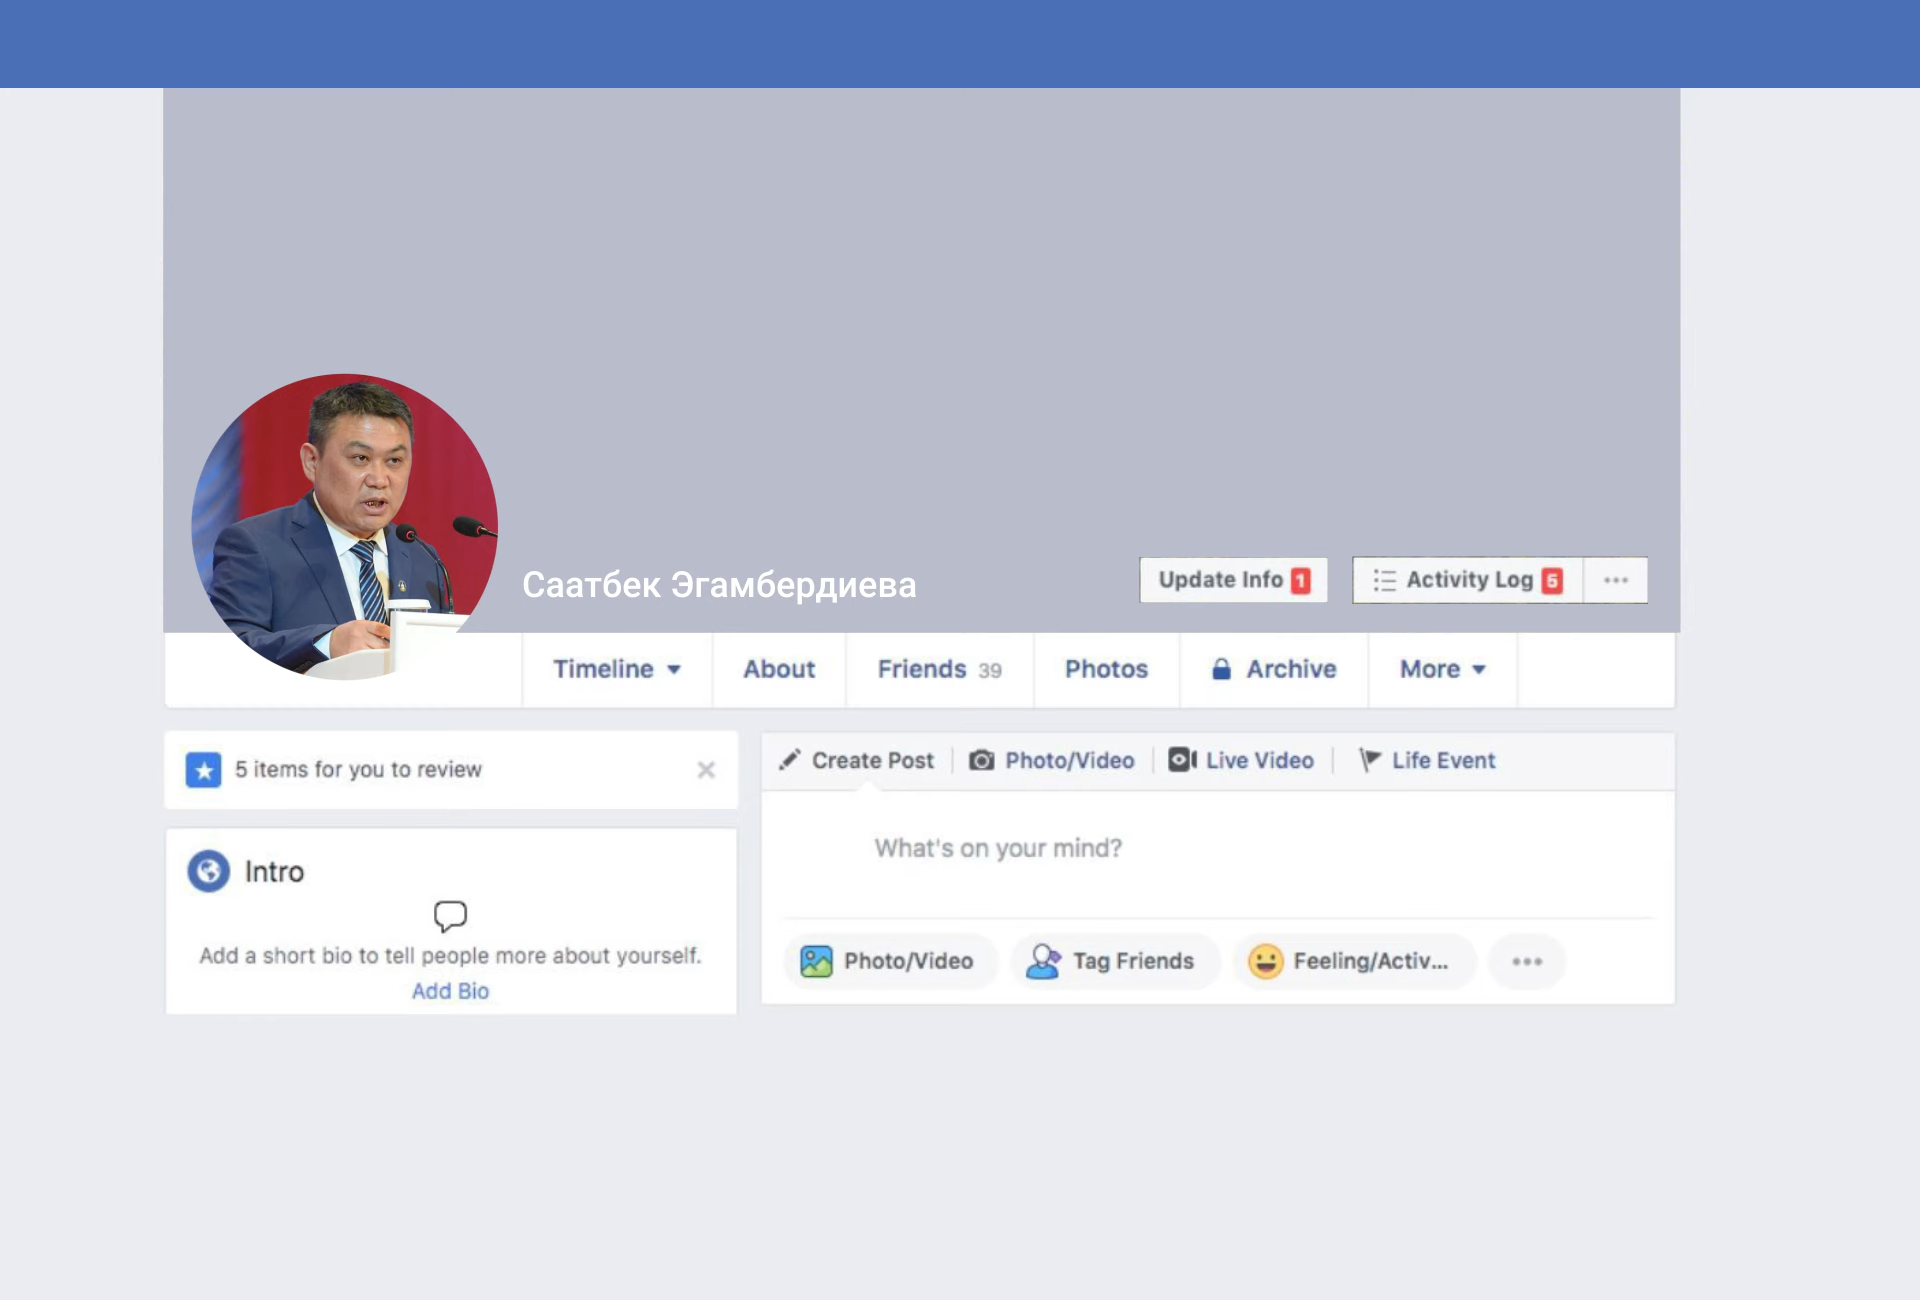 Саатбек Эгамбердиева
Update Info 1
Activity Log 5
Timeline
About
Friends 39
Photos
Archive
More
5 items for you to review
Create Post
Photo/Video
Live Video
Life Event
Intro
What's on your mind?
Add a short bio to tell people more about yourself.
Add Bio
Photo/Video
Tag Friends
Feeling/Activ...